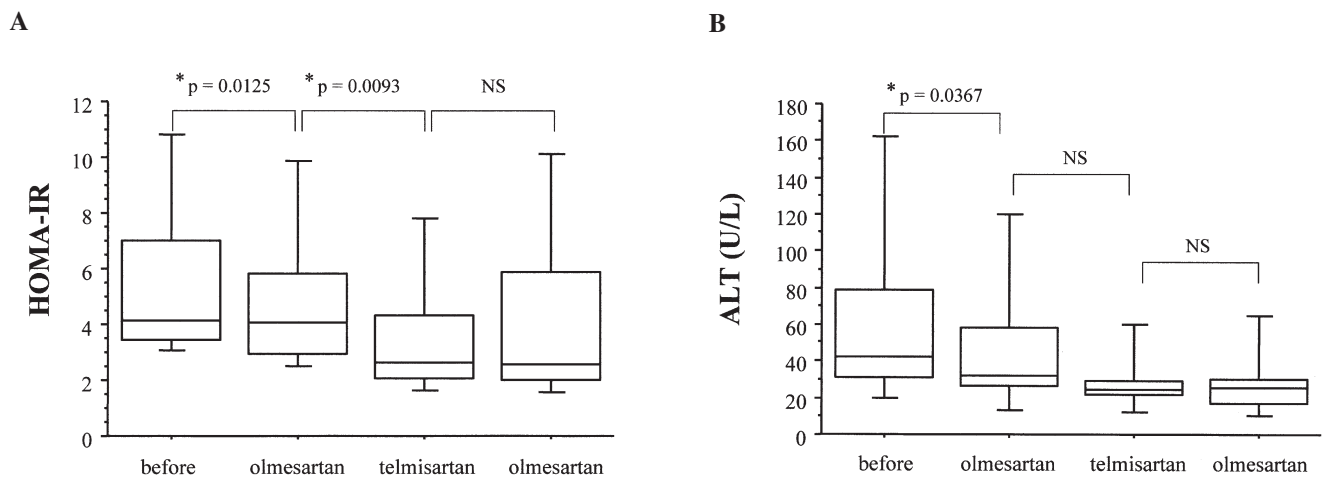 A
* p = 0.0125
* p = 0.0093
NS
12
10
8
6
4
2
0
HOMA-IR
before
olmesartan
telmisartan
olmesartan
B
* p = 0.0367
NS
NS
180
160
140
120
100
80
60
40
20
0
ALT (U/L)
before
olmesartan
telmisartan
olmesartan